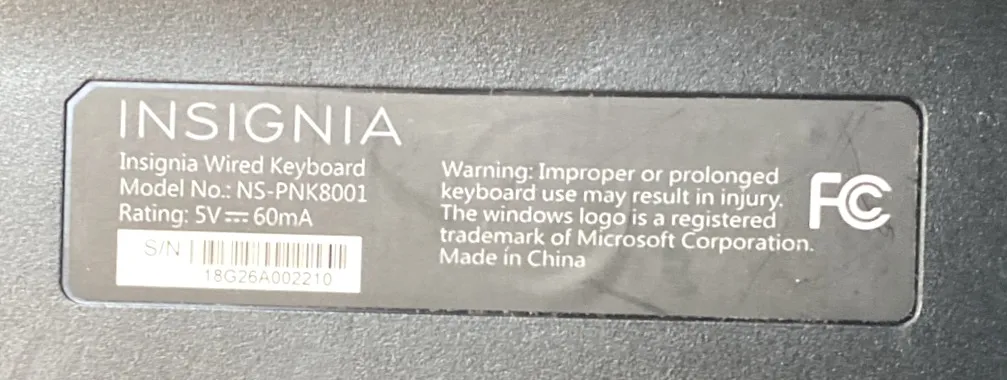 INSIGNIA
Insignia Wired Keyboard
Model No.: NS-PNK8001
Rating: 5V⎓60mA
S/N
18G26A002210
Warning: Improper or prolonged
keyboard use may result in injury.
The windows logo is a registered
trademark of Microsoft Corporation.
Made in China
FC